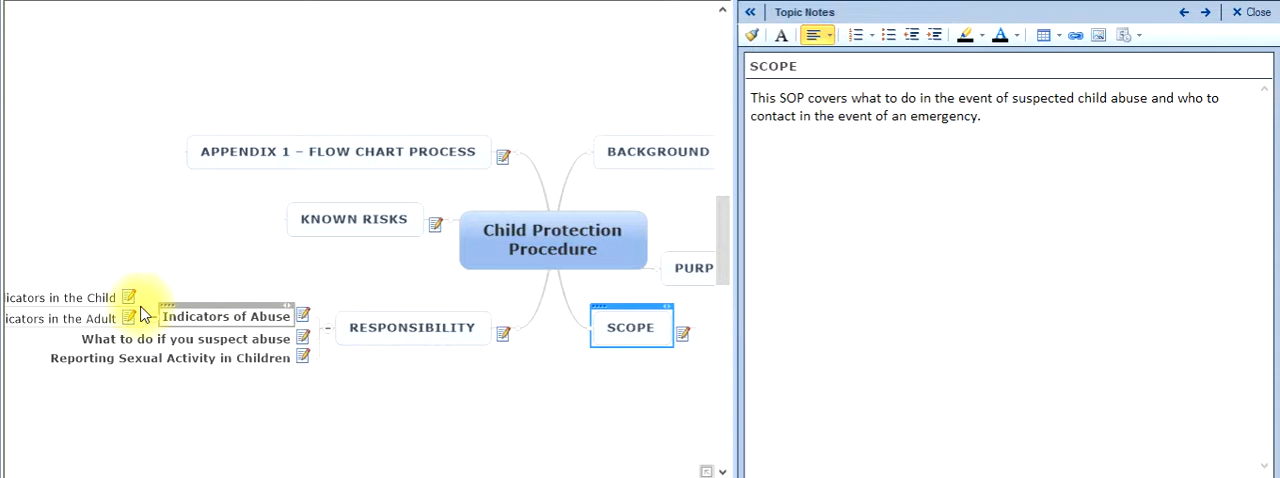 Topic Notes
Close
SCOPE
This SOP covers what to do in the event of suspected child abuse and who to
contact in the event of an emergency.
APPENDIX 1 – FLOW CHART PROCESS
BACKGROUND
KNOWN RISKS
Child Protection
Procedure
PURP
icators in the Child
icators in the Adult
Indicators of Abuse
What to do if you suspect abuse
Reporting Sexual Activity in Children
RESPONSIBILITY
SCOPE